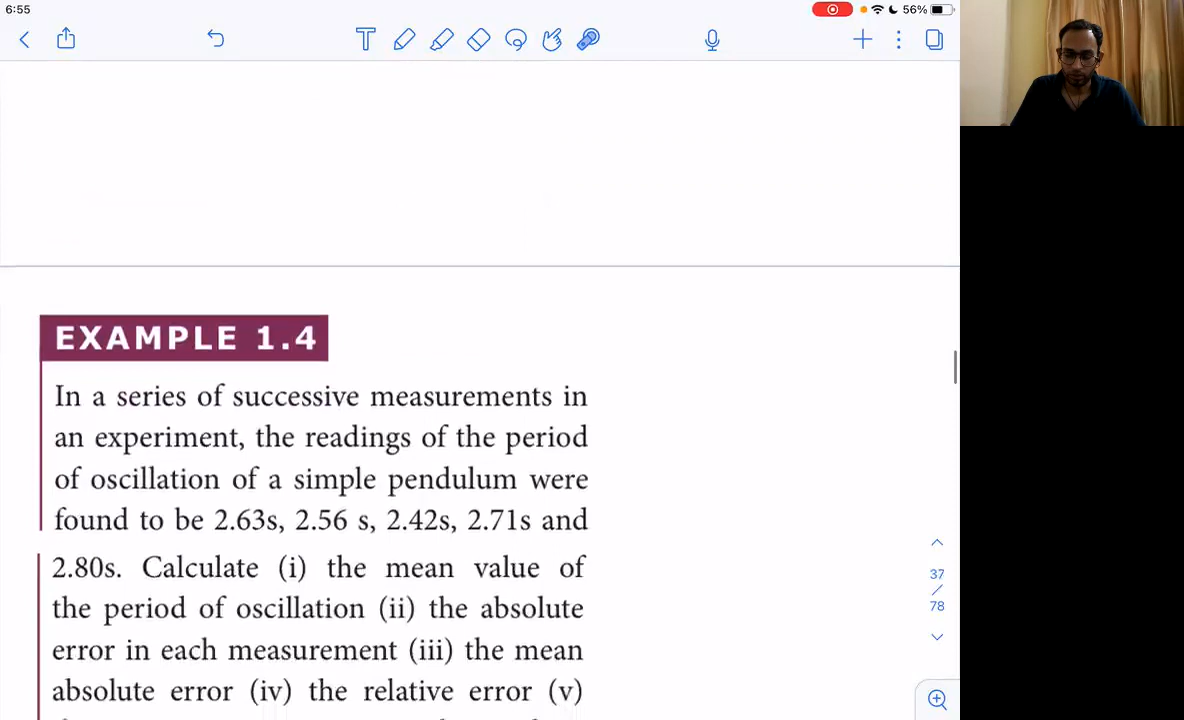 6:55
56%
T
EXAMPLE 1.4
In a series of successive measurements in
an experiment, the readings of the period
of oscillation of a simple pendulum were
found to be 2.63s, 2.56 s, 2.42s, 2.71s and
2.80s. Calculate (i) the mean value of
the period of oscillation (ii) the absolute
error in each measurement (iii) the mean
absolute error (iv) the relative error (v)
37
/
78